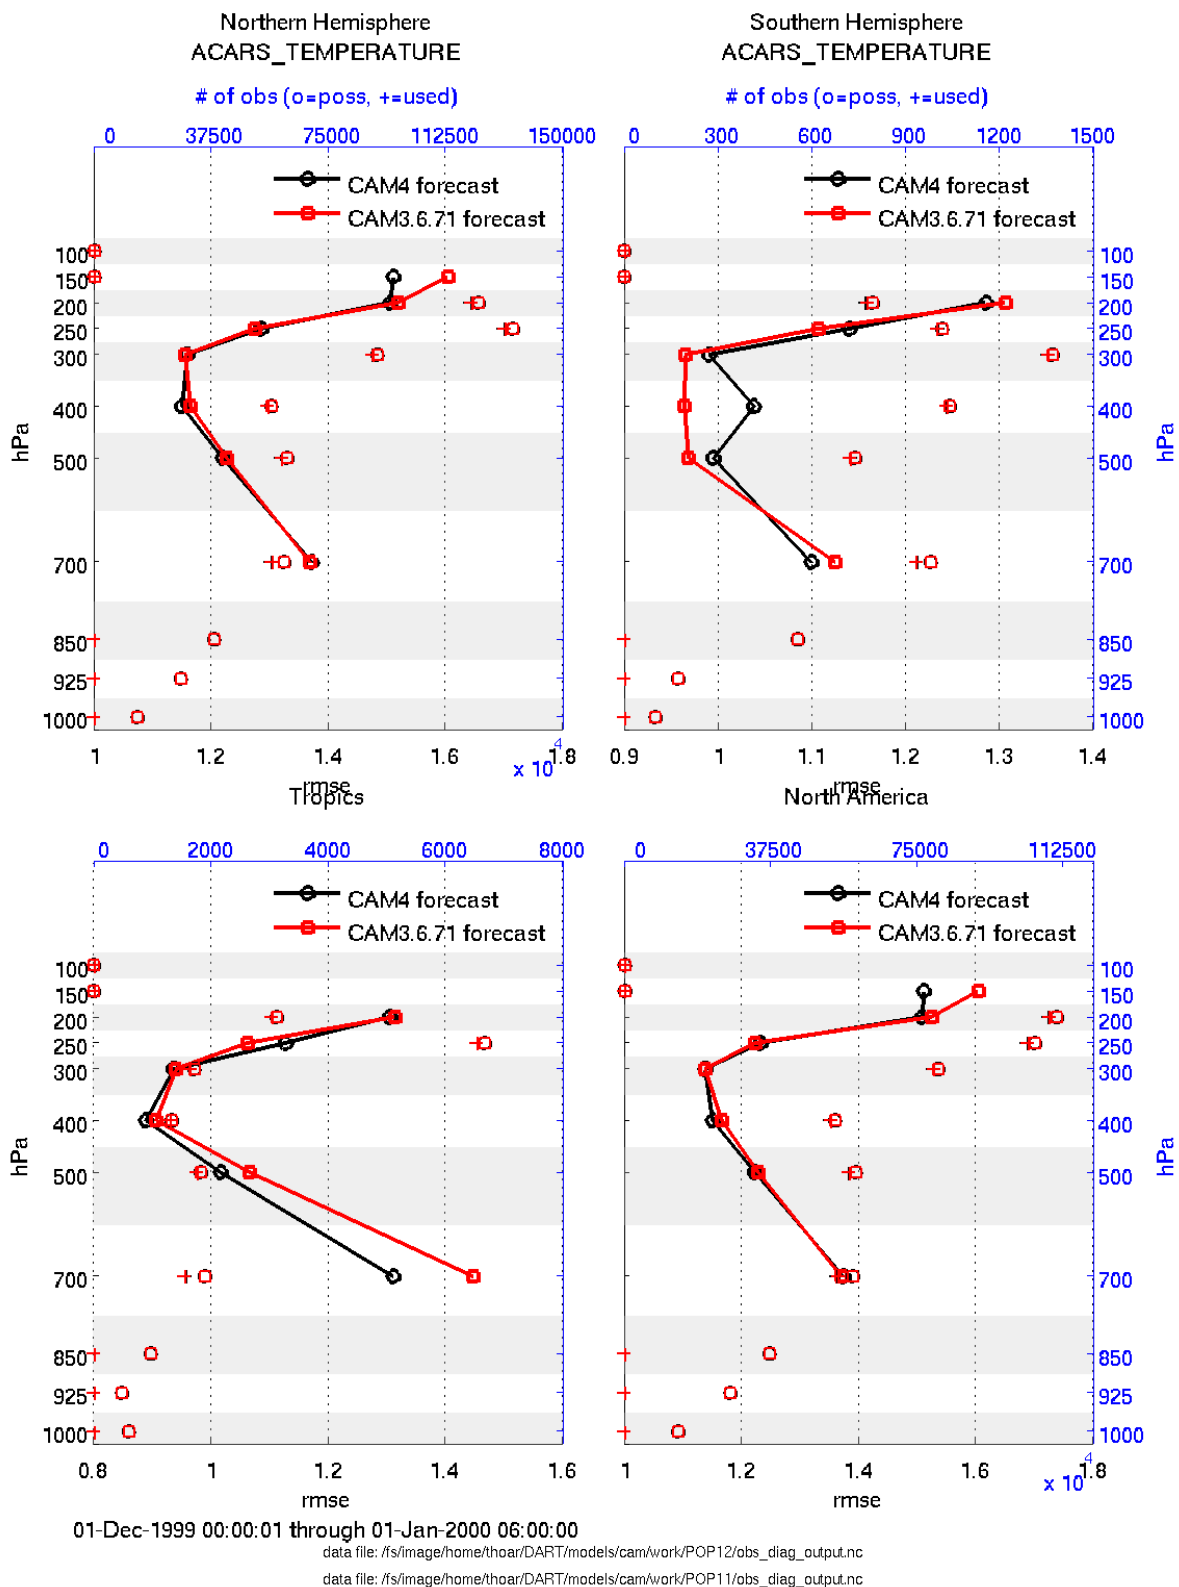 Northern Hemisphere
ACARS_TEMPERATURE
# of obs (o=poss, +=used)
0 37500 75000 112500 150000
CAM4 forecast
CAM3.6.71 forecast
100
150
200
250
300
400
500
700
850
925
1000
hPa
1 1.2 1.4 1.6 1.8
x 10^4
rmse
Southern Hemisphere
ACARS_TEMPERATURE
# of obs (o=poss, +=used)
0 300 600 900 1200 1500
CAM4 forecast
CAM3.6.71 forecast
100
150
200
250
300
400
500
700
850
925
1000
hPa
0.9 1 1.1 1.2 1.3 1.4
rmse
Tropics
0 2000 4000 6000 8000
CAM4 forecast
CAM3.6.71 forecast
100
150
200
250
300
400
500
700
850
925
1000
hPa
0.8 1 1.2 1.4 1.6
rmse
North America
0 37500 75000 112500
CAM4 forecast
CAM3.6.71 forecast
100
150
200
250
300
400
500
700
850
925
1000
hPa
1 1.2 1.4 1.6 1.8
x 10^4
rmse
01-Dec-1999 00:00:01 through 01-Jan-2000 06:00:00
data file: /fs/image/home/thoar/DART/models/cam/work/POP12/obs_diag_output.nc
data file: /fs/image/home/thoar/DART/models/cam/work/POP11/obs_diag_output.nc